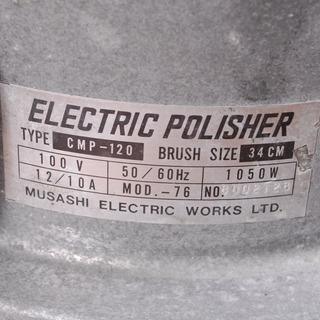 ELECTRIC POLISHER
TYPE CMP-120 BRUSH SIZE 34CM
100 V 50/60Hz 1050W
12/10A MOD.-76 NO.
MUSASHI ELECTRIC WORKS LTD.